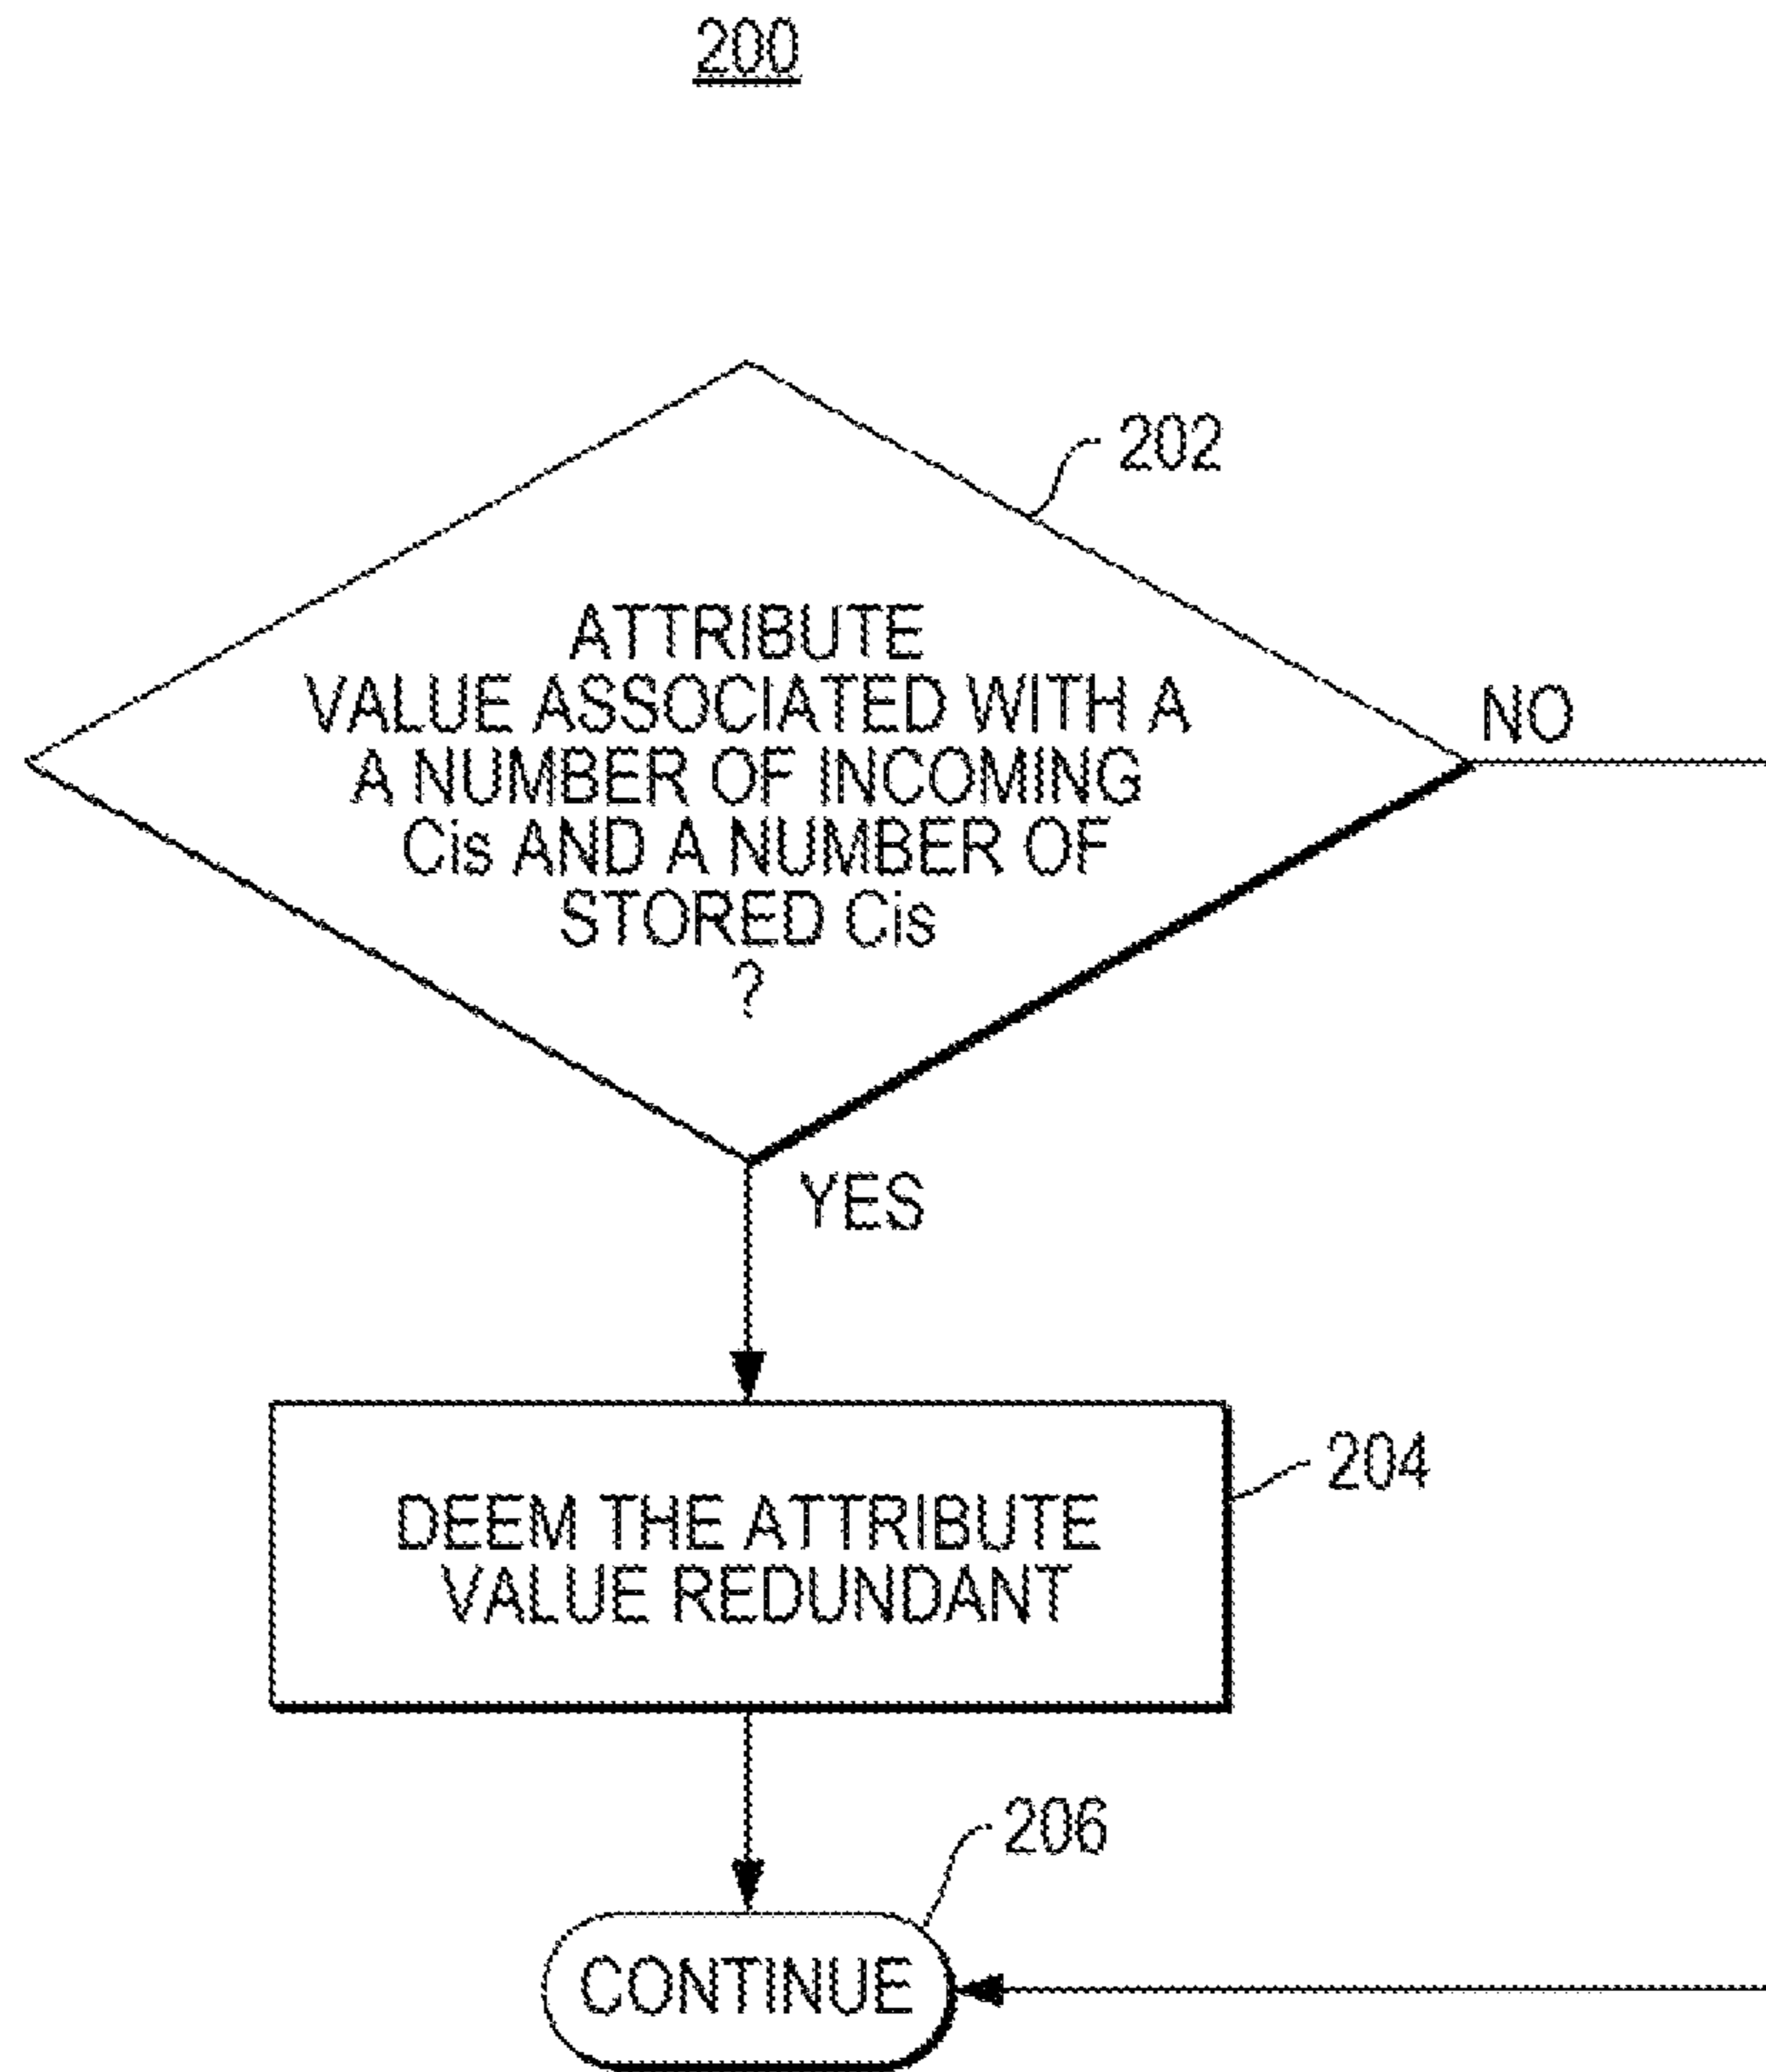 200
202
ATTRIBUTE
VALUE ASSOCIATED WITH A
A NUMBER OF INCOMING
Cis AND A NUMBER OF
STORED Cis
?
NO
YES
204
DEEM THE ATTRIBUTE
VALUE REDUNDANT
206
CONTINUE